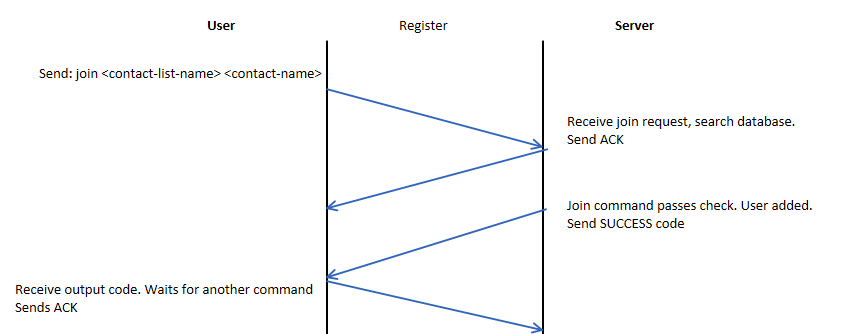 User Register Server
Send: join <contact-list-name> <contact-name>
Receive join request, search database.
Send ACK
Join command passes check. User added.
Send SUCCESS code
Receive output code. Waits for another command
Sends ACK